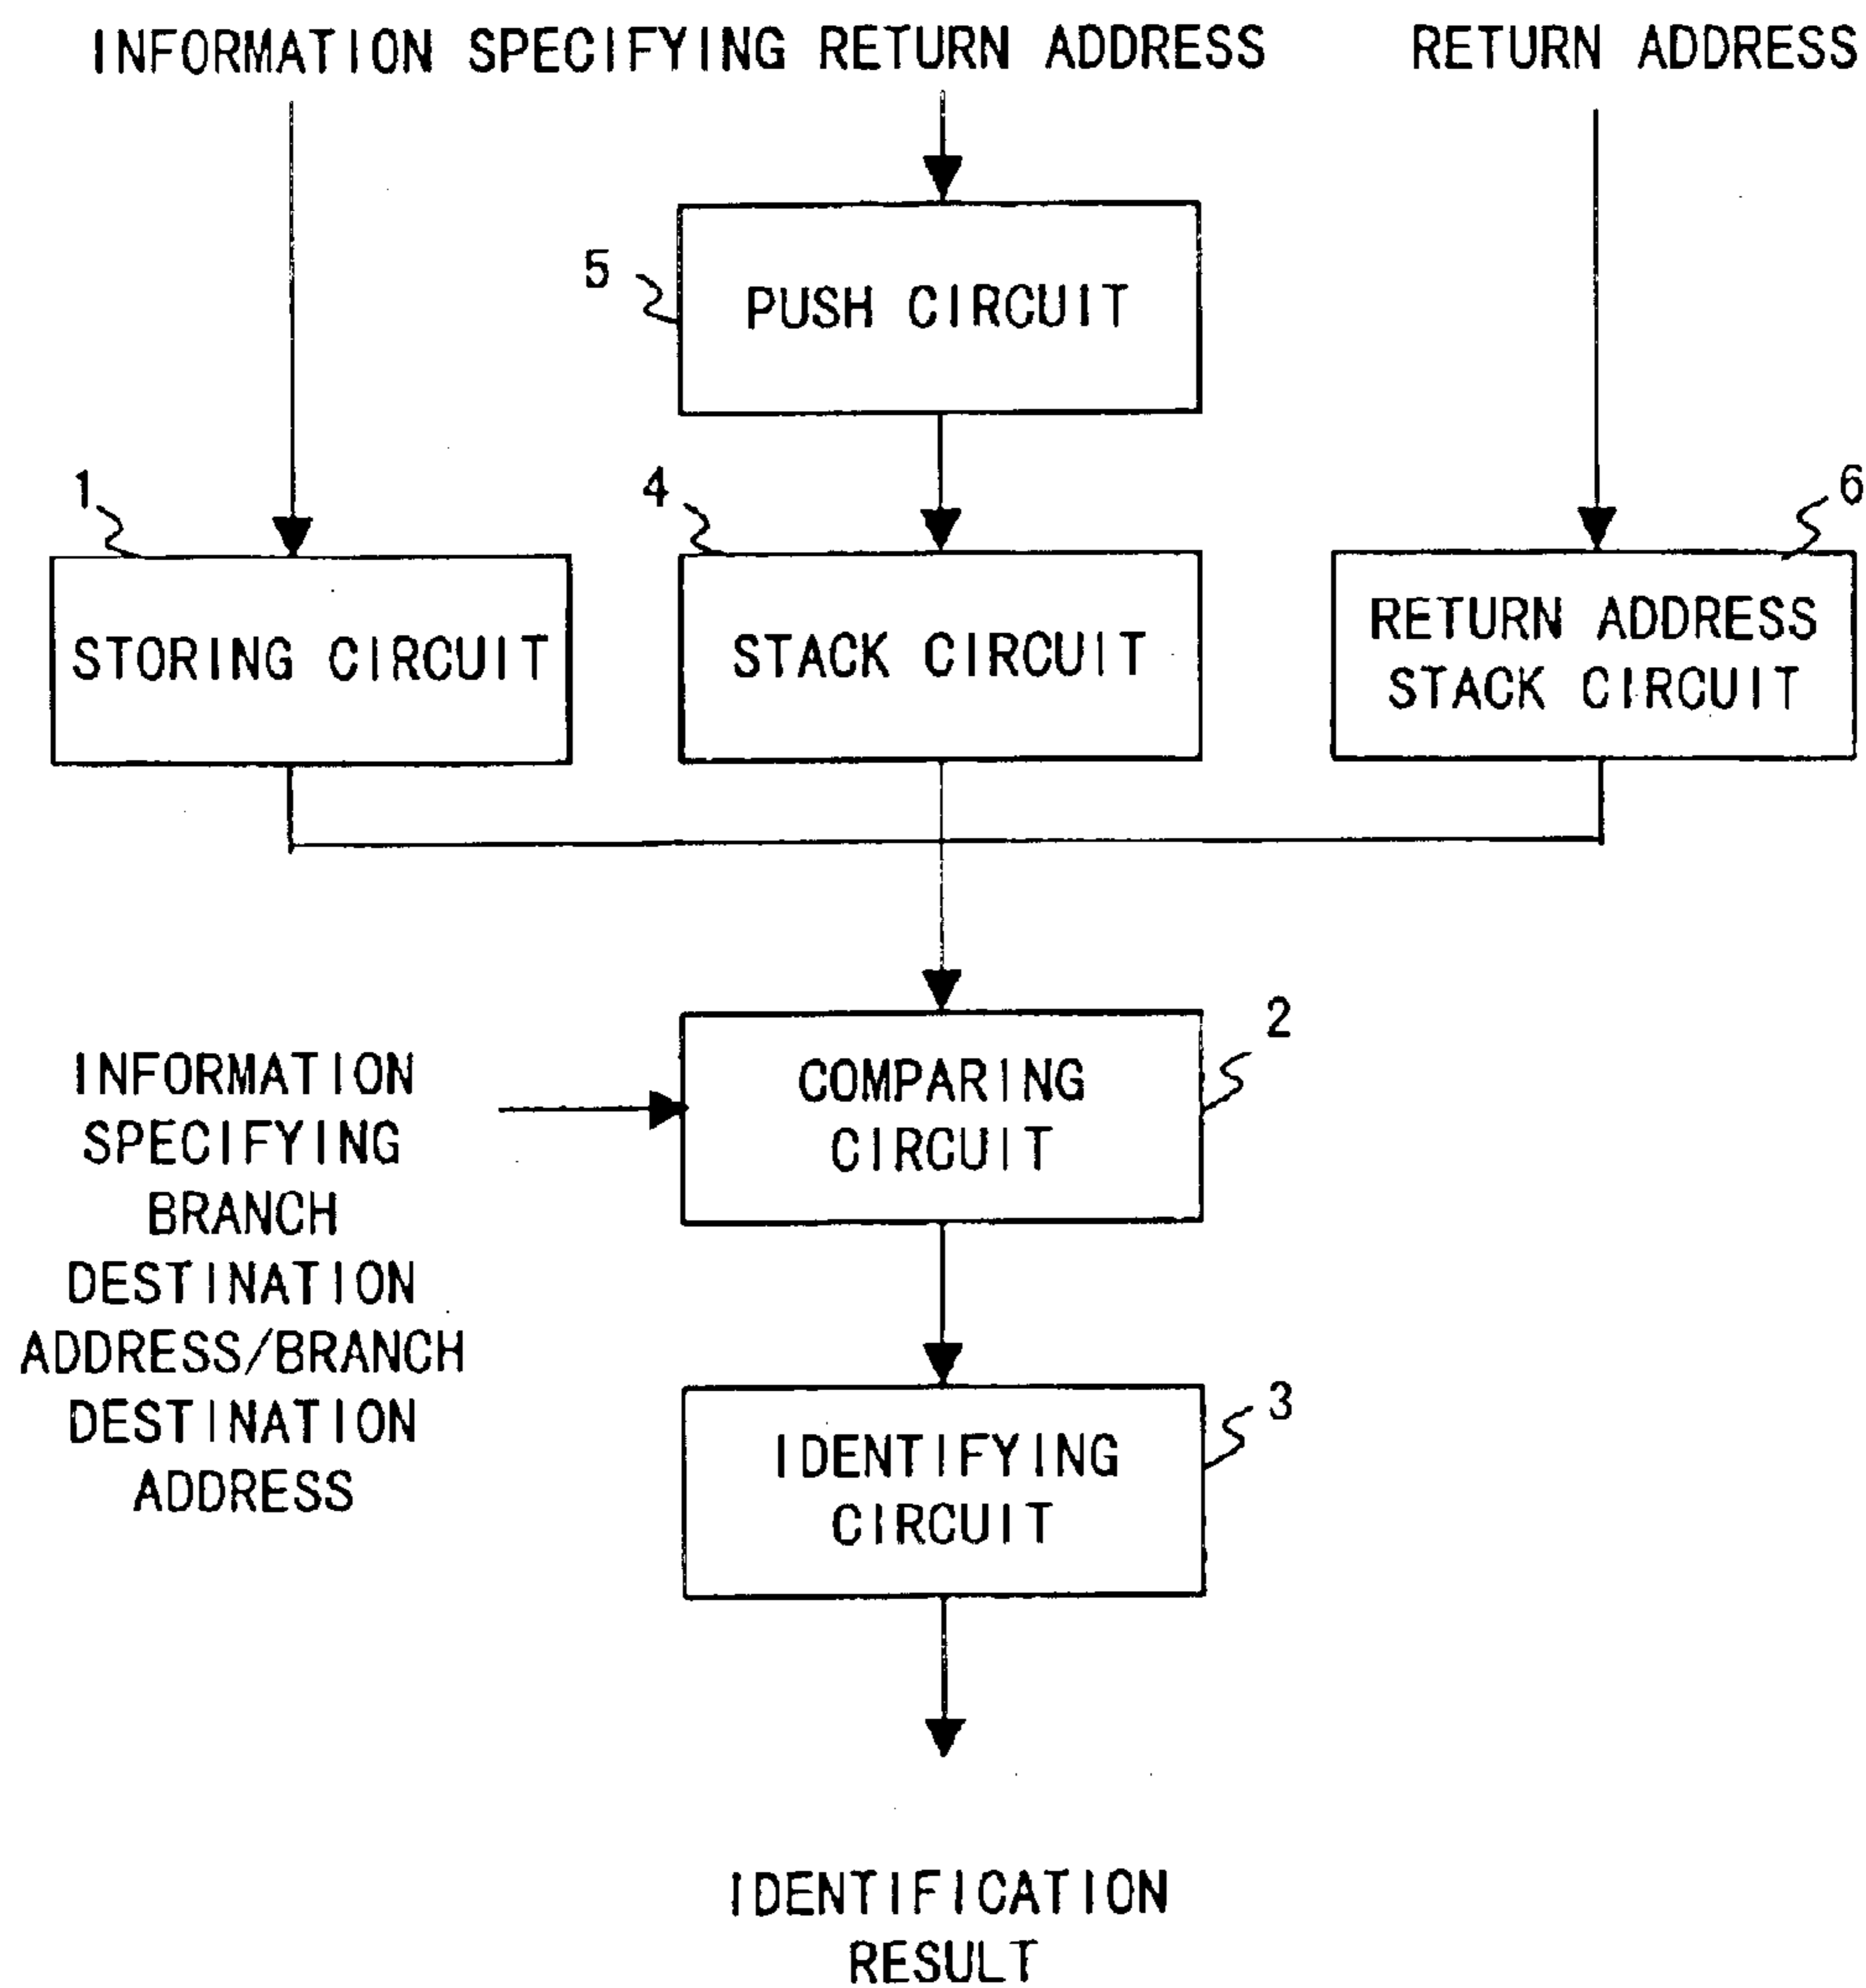 INFORMATION SPECIFYING RETURN ADDRESS
RETURN ADDRESS
5
PUSH CIRCUIT
1
4
6
STORING CIRCUIT
STACK CIRCUIT
RETURN ADDRESS
STACK CIRCUIT
2
COMPARING
CIRCUIT
INFORMATION
SPECIFYING
BRANCH
DESTINATION
ADDRESS/BRANCH
DESTINATION
ADDRESS
3
IDENTIFYING
CIRCUIT
IDENTIFICATION
RESULT